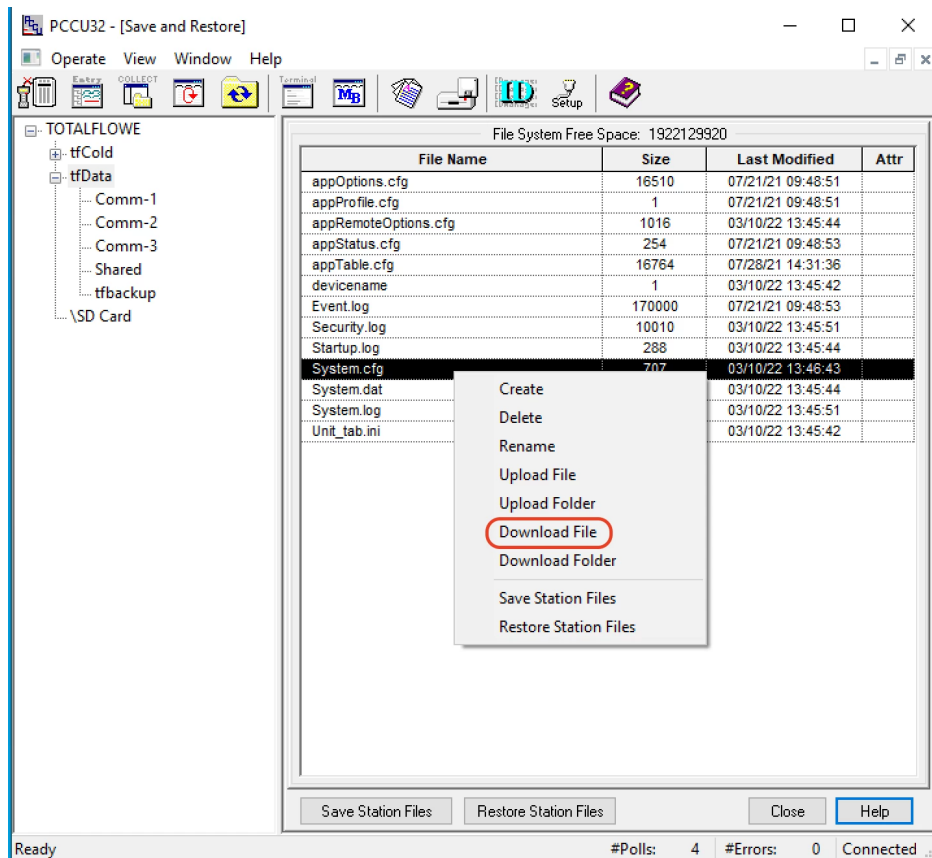 PCCU32 - [Save and Restore]
Operate View Window Help
Entry COLLECT Terminal MB Setup
TOTALFLOWE
tfCold
tfData
Comm-1
Comm-2
Comm-3
Shared
tfbackup
\SD Card
File System Free Space: 1922129920
File Name Size Last Modified Attr
appOptions.cfg 16510 07/21/21 09:48:51
appProfile.cfg 1 07/21/21 09:48:51
appRemoteOptions.cfg 1016 03/10/22 13:45:44
appStatus.cfg 254 07/21/21 09:48:53
appTable.cfg 16764 07/28/21 14:31:36
devicename 1 03/10/22 13:45:42
Event.log 170000 07/21/21 09:48:53
Security.log 10010 03/10/22 13:45:51
Startup.log 288 03/10/22 13:45:44
System.cfg 707 03/10/22 13:46:43
System.dat 03/10/22 13:45:44
System.log 03/10/22 13:45:51
Unit_tab.ini 03/10/22 13:45:42
Create
Delete
Rename
Upload File
Upload Folder
Download File
Download Folder
Save Station Files
Restore Station Files
Save Station Files Restore Station Files Close Help
Ready #Polls: 4 #Errors: 0 Connected